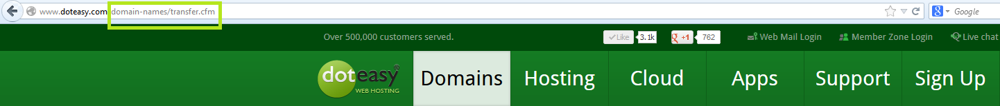 www.doteasy.com/domain-names/transfer.cfm
Google
Over 500,000 customers served.
Like 3.1k
+1 762
Web Mail Login
Member Zone Login
Live chat
doteasy®
WEB HOSTING
Domains
Hosting
Cloud
Apps
Support
Sign Up